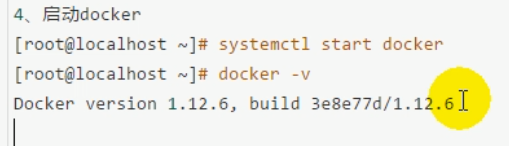 4、启动docker
[root@localhost ~]# systemctl start docker
[root@localhost ~]# docker -v
Docker version 1.12.6, build 3e8e77d/1.12.6